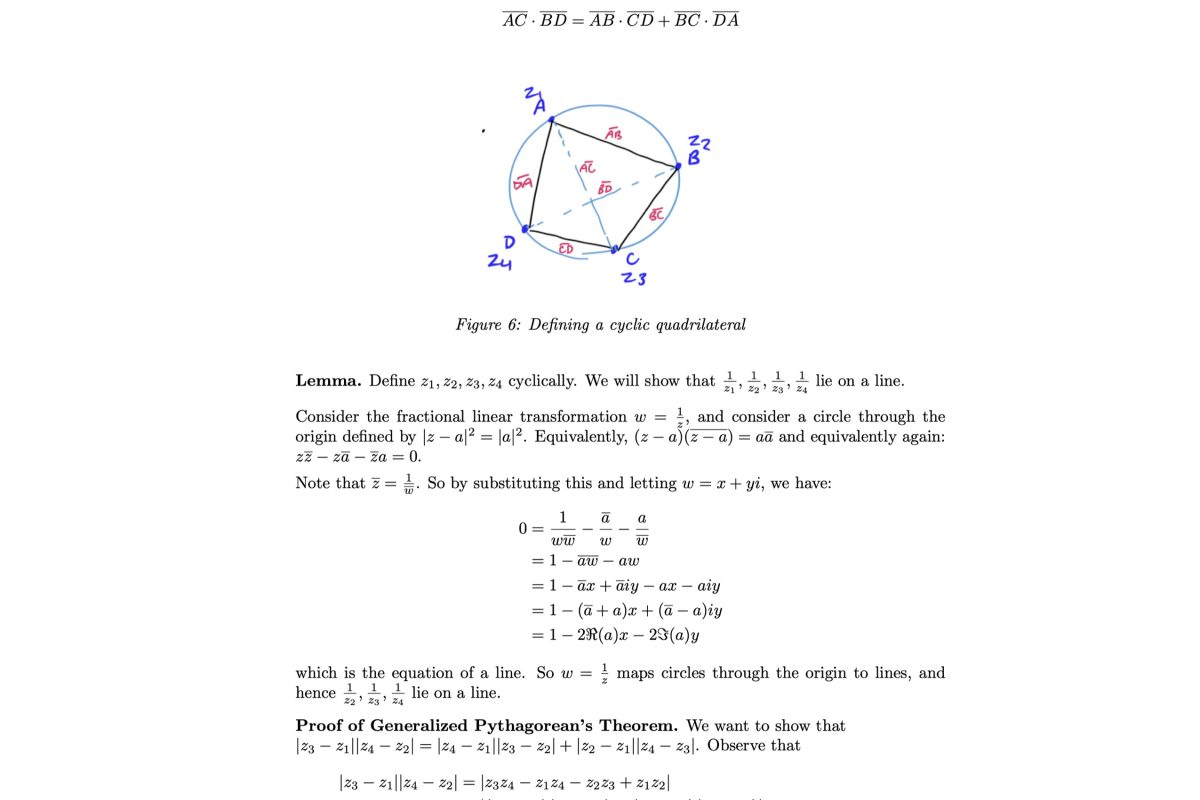 $\overline{AC} \cdot \overline{BD} = \overline{AB} \cdot \overline{CD} + \overline{BC} \cdot \overline{DA}$
z1
A
$\overline{AB}$
z2
B
$\overline{AC}$
$\overline{DA}$
$\overline{BD}$
$\overline{BC}$
D
$\overline{CD}$
z4
C
z3
Figure 6: Defining a cyclic quadrilateral
Lemma. Define $z_1, z_2, z_3, z_4$ cyclically. We will show that $\frac{1}{z_1}, \frac{1}{z_2}, \frac{1}{z_3}, \frac{1}{z_4}$ lie on a line.
Consider the fractional linear transformation $w = \frac{1}{z}$, and consider a circle through the
origin defined by $|z - a|^2 = |a|^2$. Equivalently, $(z - a)(\overline{z - a}) = a\overline{a}$ and equivalently again:
$z\overline{z} - z\overline{a} - \overline{z}a = 0$.
Note that $\overline{z} = \frac{1}{\overline{w}}$. So by substituting this and letting $w = x + yi$, we have:
$0 = \frac{1}{w\overline{w}} - \frac{\overline{a}}{w} - \frac{a}{\overline{w}}$
$= 1 - \overline{aw} - aw$
$= 1 - \overline{a}x + \overline{a}iy - ax - aiy$
$= 1 - (\overline{a} + a)x + (\overline{a} - a)iy$
$= 1 - 2\Re(a)x - 2\Im(a)y$
which is the equation of a line. So $w = \frac{1}{z}$ maps circles through the origin to lines, and
hence $\frac{1}{z_2}, \frac{1}{z_3}, \frac{1}{z_4}$ lie on a line.
Proof of Generalized Pythagorean's Theorem. We want to show that
$|z_3 - z_1||z_4 - z_2| = |z_4 - z_1||z_3 - z_2| + |z_2 - z_1||z_4 - z_3|$. Observe that
$|z_3 - z_1||z_4 - z_2| = |z_3z_4 - z_1z_4 - z_2z_3 + z_1z_2|$